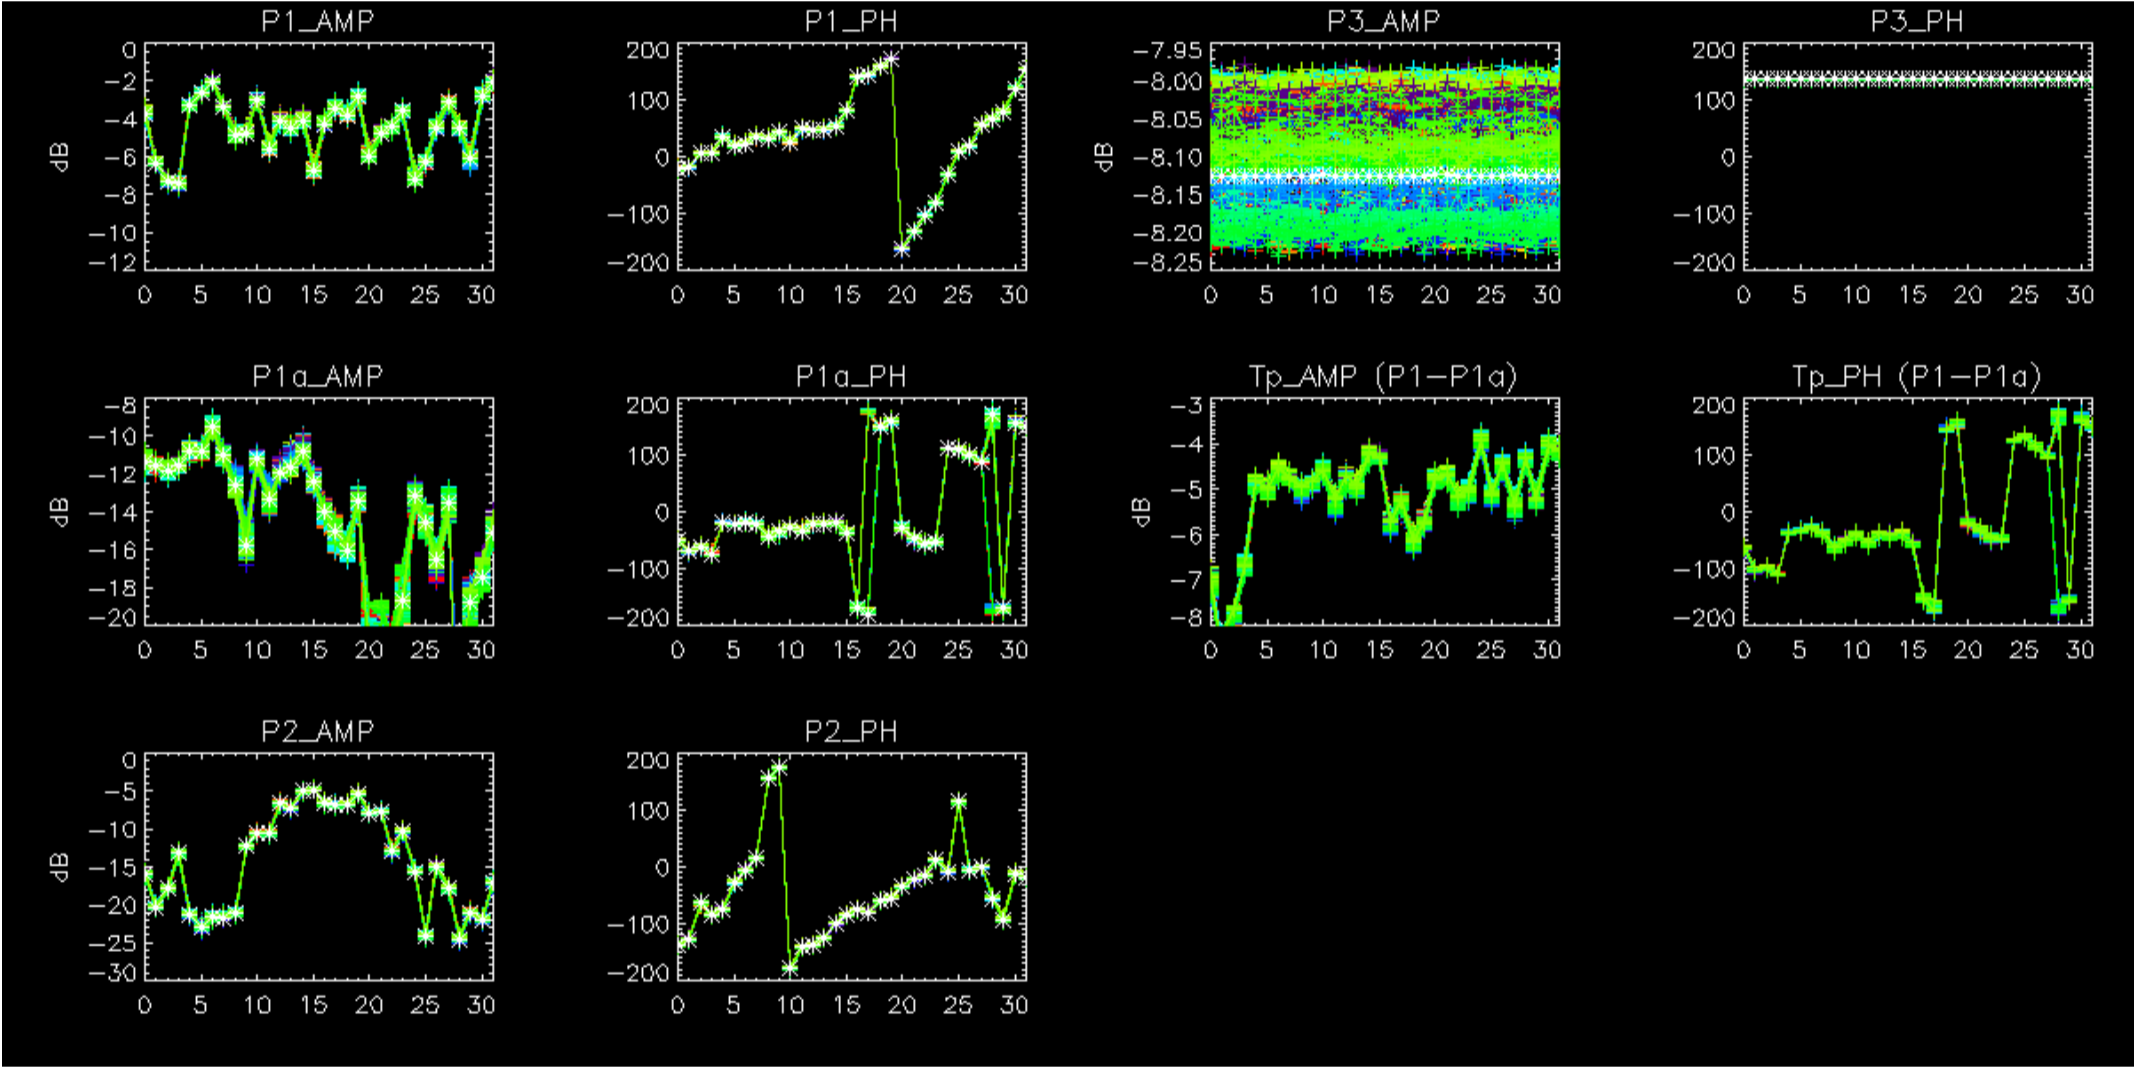 P1_AMP
P1_PH
P3_AMP
P3_PH
0
−2
−4
−6
−8
−10
−12
dB
0 5 10 15 20 25 30
200
100
0
−100
−200
0 5 10 15 20 25 30
−7.95
−8.00
−8.05
−8.10
−8.15
−8.20
−8.25
dB
0 5 10 15 20 25 30
200
100
0
−100
−200
0 5 10 15 20 25 30
P1a_AMP
P1a_PH
Tp_AMP (P1−P1a)
Tp_PH (P1−P1a)
−8
−10
−12
−14
−16
−18
−20
dB
0 5 10 15 20 25 30
200
100
0
−100
−200
0 5 10 15 20 25 30
−3
−4
−5
−6
−7
−8
dB
0 5 10 15 20 25 30
200
100
0
−100
−200
0 5 10 15 20 25 30
P2_AMP
P2_PH
0
−5
−10
−15
−20
−25
−30
dB
0 5 10 15 20 25 30
200
100
0
−100
−200
0 5 10 15 20 25 30